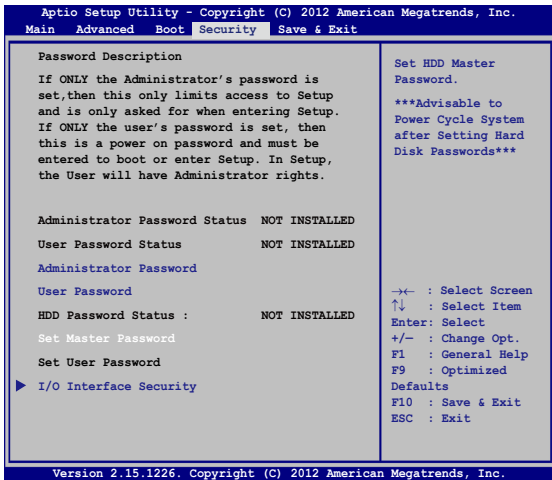 Aptio Setup Utility - Copyright (C) 2012 American Megatrends, Inc.
Main Advanced Boot Security Save & Exit
Password Description
If ONLY the Administrator's password is
set,then this only limits access to Setup
and is only asked for when entering Setup.
If ONLY the user's password is set, then
this is a power on password and must be
entered to boot or enter Setup. In Setup,
the User will have Administrator rights.
Administrator Password Status NOT INSTALLED
User Password Status NOT INSTALLED
Administrator Password
User Password
HDD Password Status : NOT INSTALLED
Set Master Password
Set User Password
I/O Interface Security
Set HDD Master
Password.
***Advisable to
Power Cycle System
after Setting Hard
Disk Passwords***
→← : Select Screen
↑↓ : Select Item
Enter: Select
+/— : Change Opt.
F1 : General Help
F9 : Optimized
Defaults
F10 : Save & Exit
ESC : Exit
Version 2.15.1226. Copyright (C) 2012 American Megatrends, Inc.